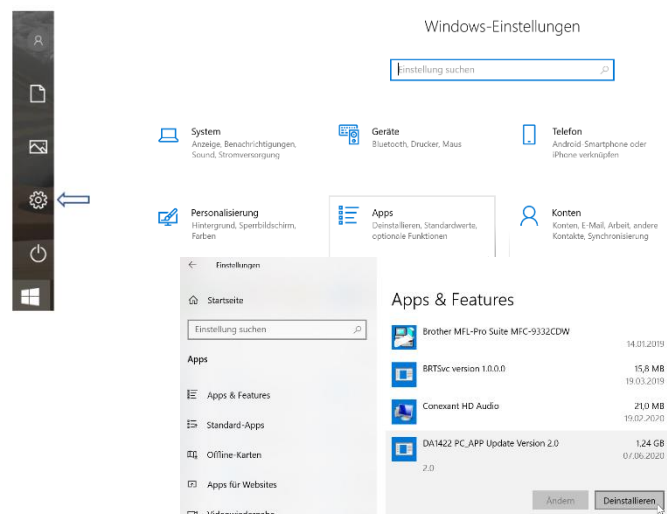 Windows-Einstellungen
Einstellung suchen
System
Anzeige, Benachrichtigungen,
Sound, Stromversorgung
Geräte
Bluetooth, Drucker, Maus
Telefon
Android-Smartphone oder
iPhone verknüpfen
Personalisierung
Hintergrund, Sperrbildschirm,
Farben
Apps
Deinstallieren, Standardwerte,
optionale Funktionen
Konten
Konten, E-Mail, Arbeit, andere
Kontakte, Synchronisierung
Einstellungen
Startseite
Einstellung suchen
Apps
Apps & Features
Standard-Apps
Offline-Karten
Apps für Websites
Videowiedergabe
Apps & Features
Brother MFL-Pro Suite MFC-9332CDW
14.01.2019
BRTSvc version 1.0.0.0
15,8 MB
19.03.2019
Conexant HD Audio
21,0 MB
19.02.2020
DA1422 PC_APP Update Version 2.0
1,24 GB
07.06.2020
2.0
Ändern
Deinstallieren